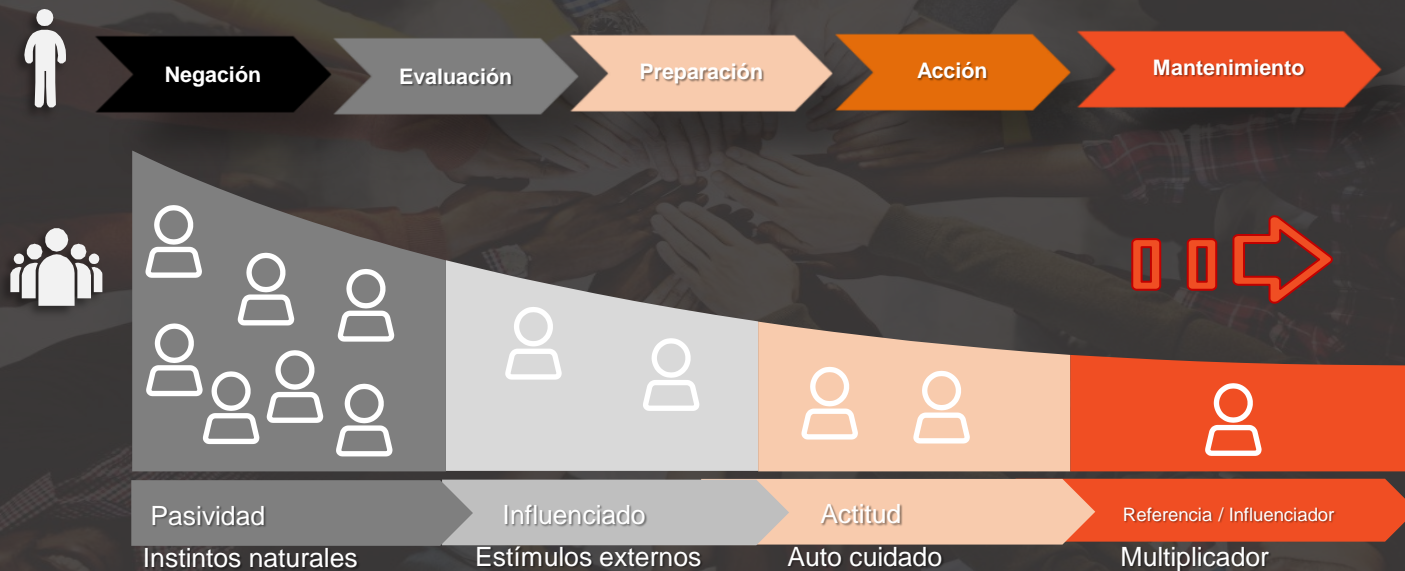 Negación
Evaluación
Preparación
Acción
Mantenimiento
Pasividad
Influenciado
Actitud
Referencia / Influenciador
Instintos naturales
Estímulos externos
Auto cuidado
Multiplicador